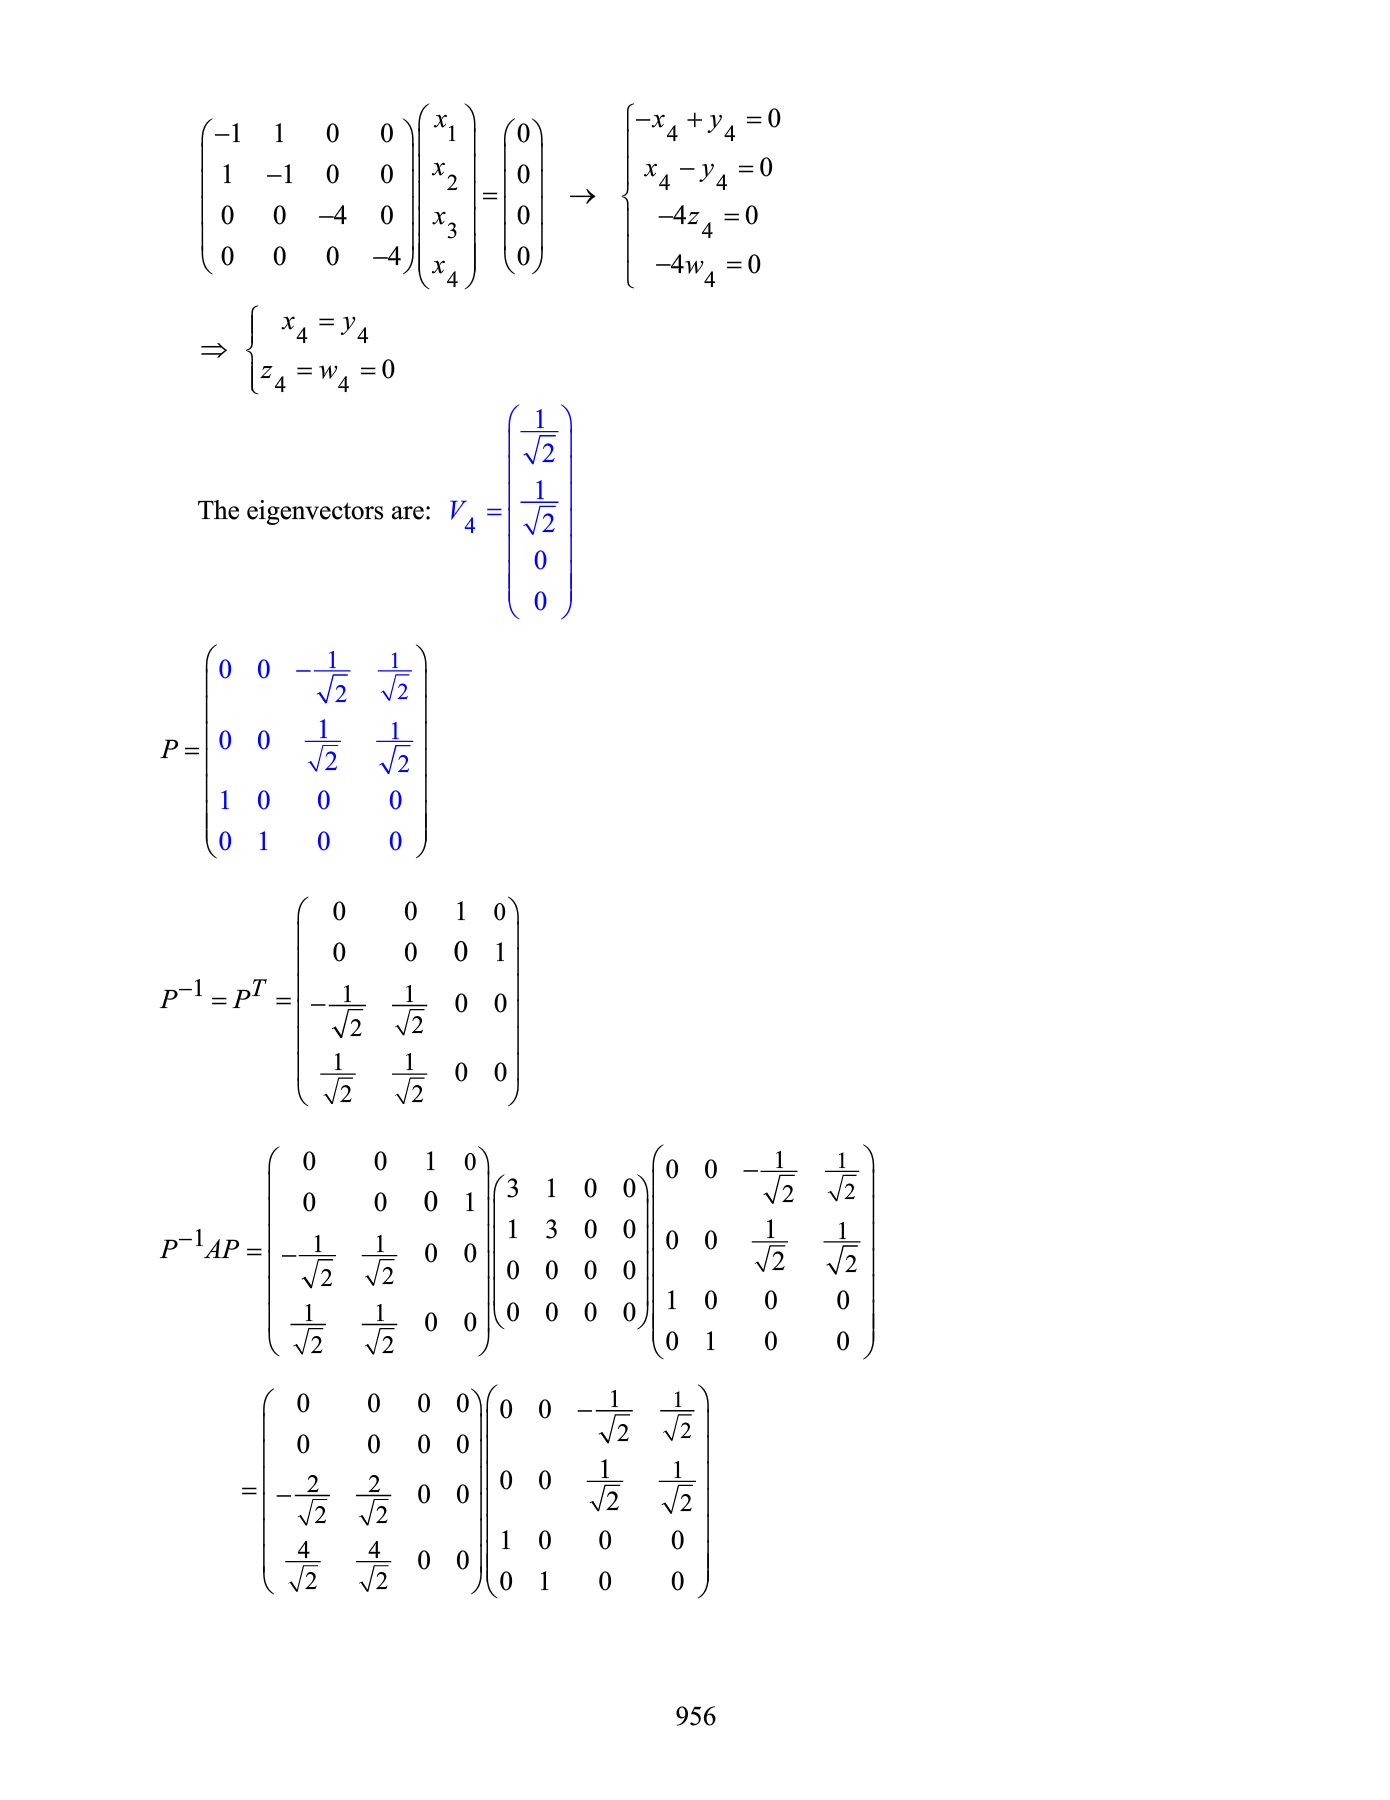 $\begin{pmatrix} -1 & 1 & 0 & 0 \\ 1 & -1 & 0 & 0 \\ 0 & 0 & -4 & 0 \\ 0 & 0 & 0 & -4 \end{pmatrix} \begin{pmatrix} x_1 \\ x_2 \\ x_3 \\ x_4 \end{pmatrix} = \begin{pmatrix} 0 \\ 0 \\ 0 \\ 0 \end{pmatrix} \rightarrow \begin{cases} -x_4 + y_4 = 0 \\ x_4 - y_4 = 0 \\ -4z_4 = 0 \\ -4w_4 = 0 \end{cases}$
$\Rightarrow \begin{cases} x_4 = y_4 \\ z_4 = w_4 = 0 \end{cases}$
The eigenvectors are: $V_4 = \begin{pmatrix} \frac{1}{\sqrt{2}} \\ \frac{1}{\sqrt{2}} \\ 0 \\ 0 \end{pmatrix}$
$P = \begin{pmatrix} 0 & 0 & -\frac{1}{\sqrt{2}} & \frac{1}{\sqrt{2}} \\ 0 & 0 & \frac{1}{\sqrt{2}} & \frac{1}{\sqrt{2}} \\ 1 & 0 & 0 & 0 \\ 0 & 1 & 0 & 0 \end{pmatrix}$
$P^{-1} = P^T = \begin{pmatrix} 0 & 0 & 1 & 0 \\ 0 & 0 & 0 & 1 \\ -\frac{1}{\sqrt{2}} & \frac{1}{\sqrt{2}} & 0 & 0 \\ \frac{1}{\sqrt{2}} & \frac{1}{\sqrt{2}} & 0 & 0 \end{pmatrix}$
$P^{-1}AP = \begin{pmatrix} 0 & 0 & 1 & 0 \\ 0 & 0 & 0 & 1 \\ -\frac{1}{\sqrt{2}} & \frac{1}{\sqrt{2}} & 0 & 0 \\ \frac{1}{\sqrt{2}} & \frac{1}{\sqrt{2}} & 0 & 0 \end{pmatrix} \begin{pmatrix} 3 & 1 & 0 & 0 \\ 1 & 3 & 0 & 0 \\ 0 & 0 & 0 & 0 \\ 0 & 0 & 0 & 0 \end{pmatrix} \begin{pmatrix} 0 & 0 & -\frac{1}{\sqrt{2}} & \frac{1}{\sqrt{2}} \\ 0 & 0 & \frac{1}{\sqrt{2}} & \frac{1}{\sqrt{2}} \\ 1 & 0 & 0 & 0 \\ 0 & 1 & 0 & 0 \end{pmatrix}$
$= \begin{pmatrix} 0 & 0 & 0 & 0 \\ 0 & 0 & 0 & 0 \\ -\frac{2}{\sqrt{2}} & \frac{2}{\sqrt{2}} & 0 & 0 \\ \frac{4}{\sqrt{2}} & \frac{4}{\sqrt{2}} & 0 & 0 \end{pmatrix} \begin{pmatrix} 0 & 0 & -\frac{1}{\sqrt{2}} & \frac{1}{\sqrt{2}} \\ 0 & 0 & \frac{1}{\sqrt{2}} & \frac{1}{\sqrt{2}} \\ 1 & 0 & 0 & 0 \\ 0 & 1 & 0 & 0 \end{pmatrix}$
956